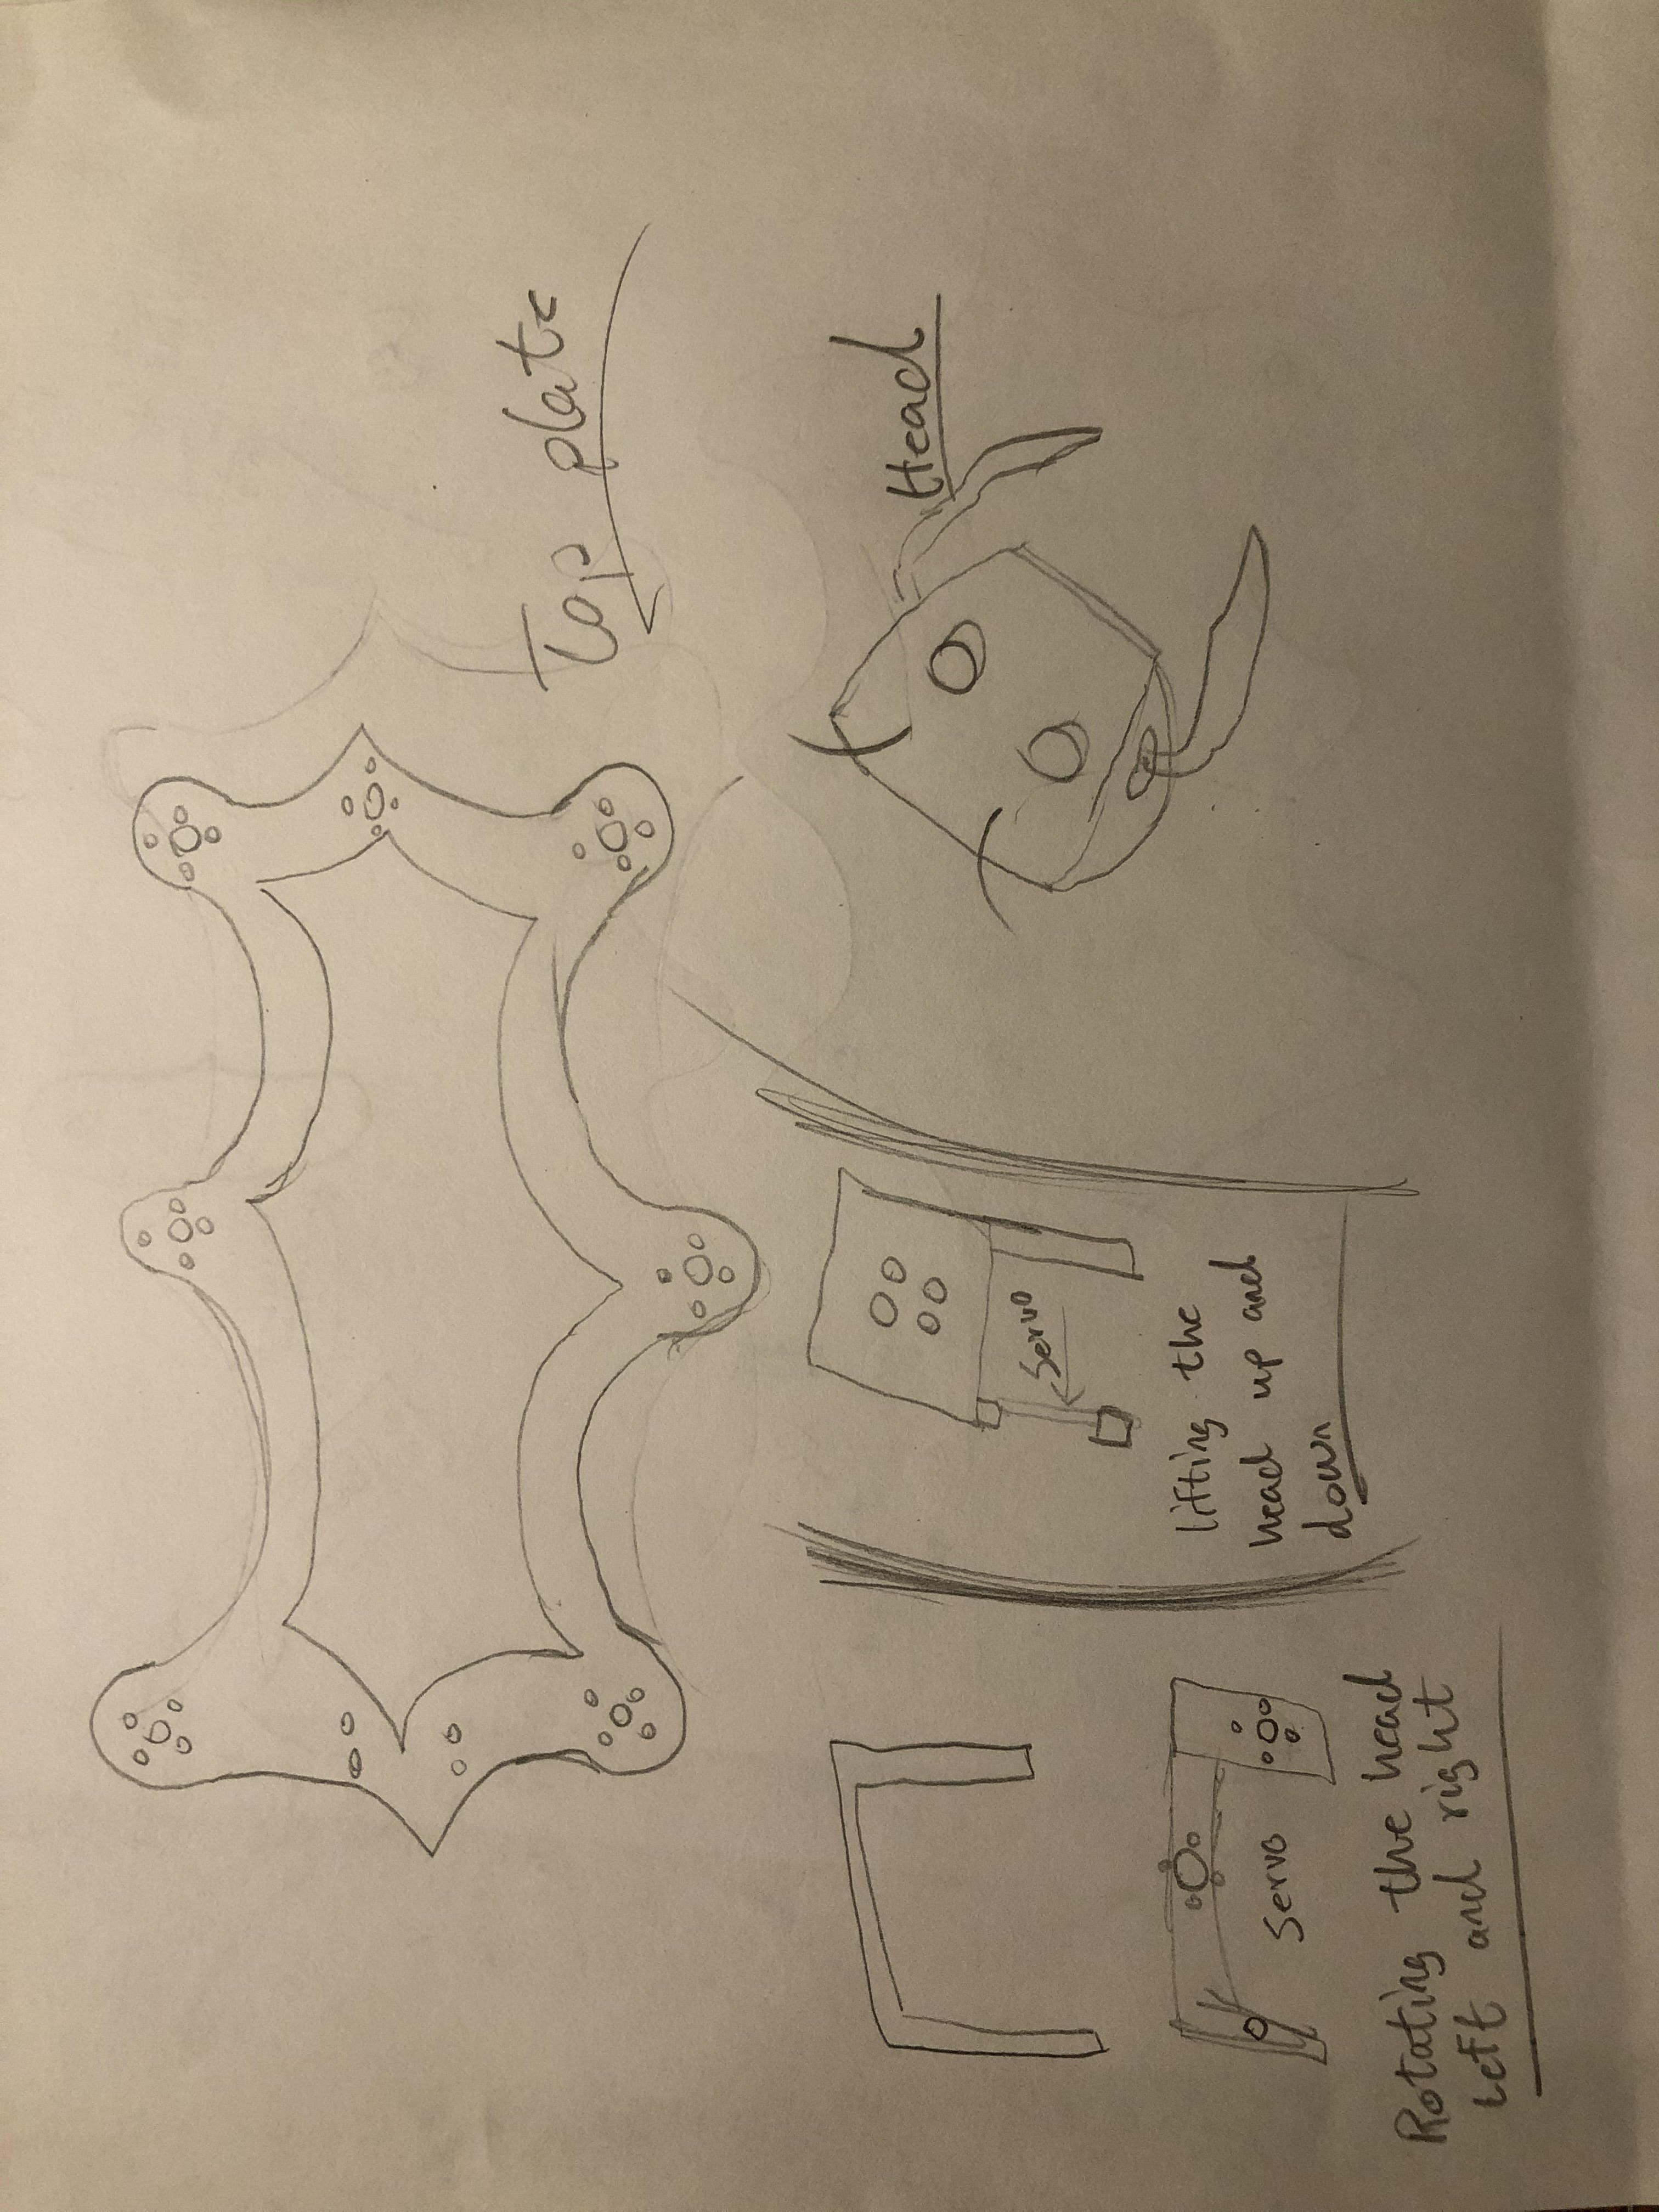 Top plate
Head
Servo
lifting the
head up and
down
Servo
Rotating the head
left and right